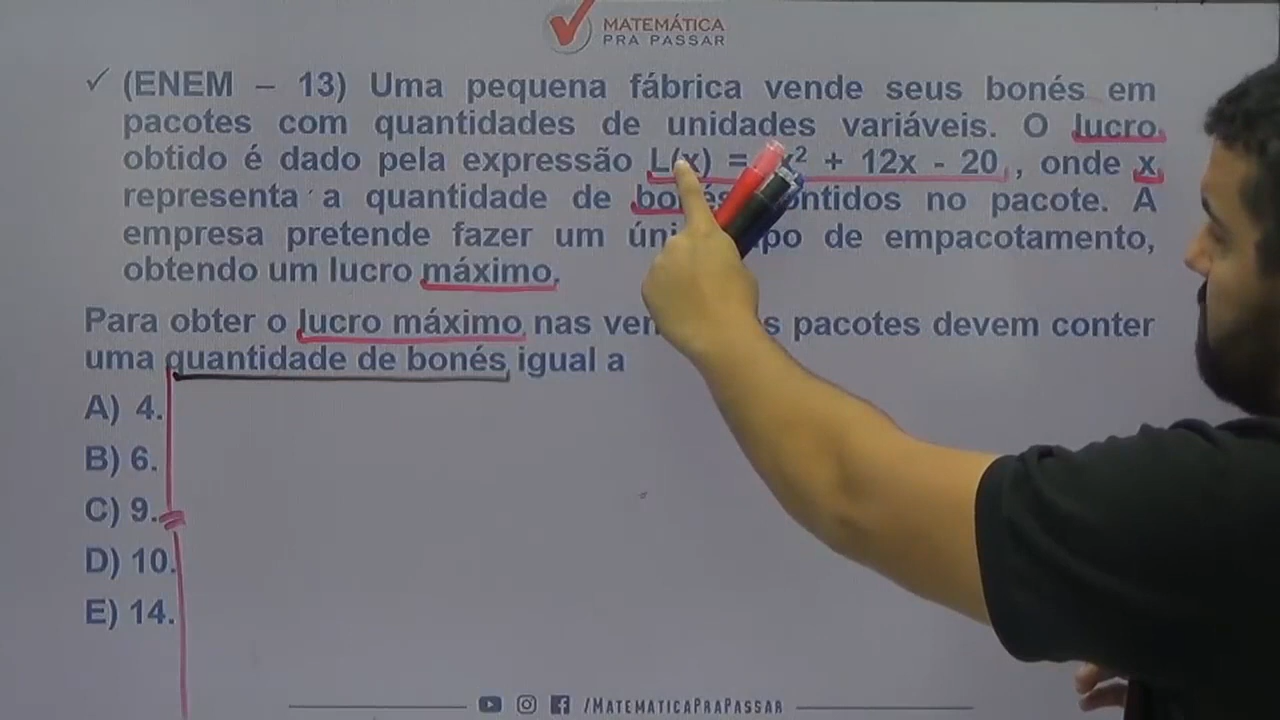 MATEMÁTICA
PRA PASSAR
✓ (ENEM – 13) Uma pequena fábrica vende seus bonés em
pacotes com quantidades de unidades variáveis. O lucro
obtido é dado pela expressão L(x) = x² + 12x - 20 , onde x
representa a quantidade de contidos no pacote. A
empresa pretende fazer um de empacotamento,
obtendo um lucro máximo.
Para obter o lucro máximo nas pacotes devem conter
uma quantidade de bonés igual a
A) 4.
B) 6.
C) 9.
D) 10.
E) 14.
/MATEMATICAPRAPASSAR